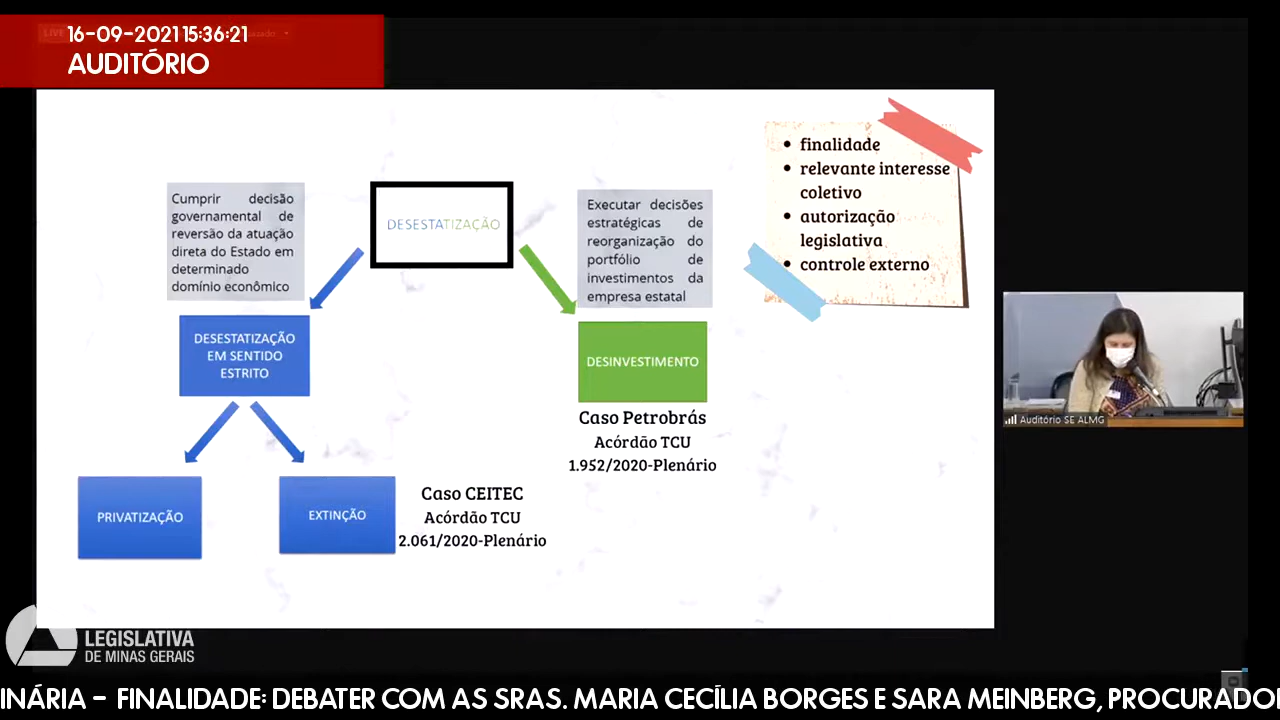 LIVE
16-09-2021 15:36:21
AUDITÓRIO
Cumprir decisão
governamental de
reversão da atuação
direta do Estado em
determinado
domínio econômico
DESESTATIZAÇÃO
Executar decisões
estratégicas de
reorganização do
portfólio de
investimentos da
empresa estatal
• finalidade
• relevante interesse
coletivo
• autorização
legislativa
• controle externo
DESESTATIZAÇÃO
EM SENTIDO
ESTRITO
DESINVESTIMENTO
Caso Petrobrás
Acórdão TCU
1.952/2020-Plenário
PRIVATIZAÇÃO
EXTINÇÃO
Caso CEITEC
Acórdão TCU
2.061/2020-Plenário
Auditório SE ALMG
LEGISLATIVA
DE MINAS GERAIS
INÁRIA - FINALIDADE: DEBATER COM AS SRAS. MARIA CECÍLIA BORGES E SARA MEINBERG, PROCURADO